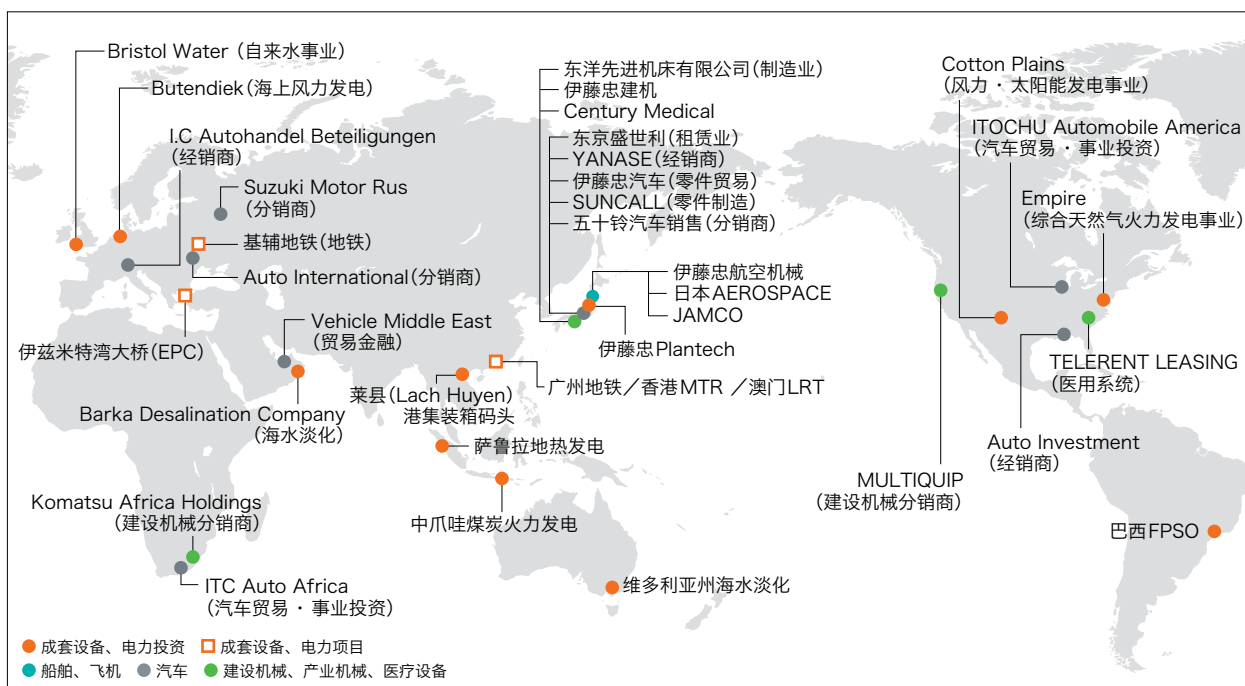 Bristol Water（自来水事业）
Butendiek（海上风力发电）
I.C Autohandel Beteiligungen
（经销商）
Suzuki Motor Rus
（分销商）
基辅地铁（地铁）
Auto International（分销商）
伊兹米特湾大桥（EPC）
Vehicle Middle East
（贸易金融）
Barka Desalination Company
（海水淡化）
Komatsu Africa Holdings
（建设机械分销商）
ITC Auto Africa
（汽车贸易・事业投资）
东洋先进机床有限公司（制造业）
伊藤忠建机
Century Medical
东京盛世利（租赁业）
YANASE（经销商）
伊藤忠汽车（零件贸易）
SUNCALL（零件制造）
五十铃汽车销售（分销商）
伊藤忠航空机械
日本AEROSPACE
JAMCO
伊藤忠Plantech
广州地铁／香港MTR ／澳门LRT
莱县（Lach Huyen）
港集装箱码头
萨鲁拉地热发电
中爪哇煤炭火力发电
维多利亚州海水淡化
Cotton Plains
（风力・太阳能发电事业）
ITOCHU Automobile America
（汽车贸易・事业投资）
Empire
（综合天然气火力发电事业）
TELERENT LEASING
（医用系统）
Auto Investment
（经销商）
MULTIQUIP
（建设机械分销商）
巴西FPSO
成套设备、电力投资 成套设备、电力项目
船舶、飞机 汽车 建设机械、产业机械、医疗设备